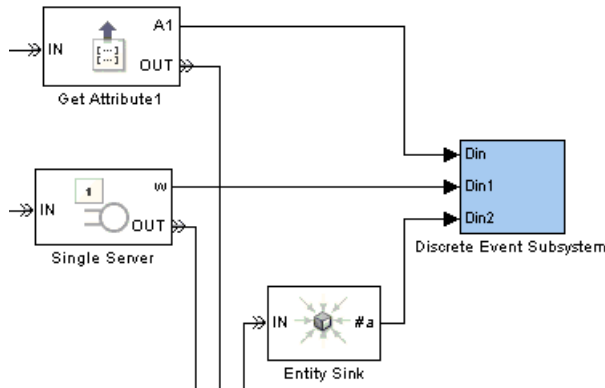 A1
IN
[...]
[...]
OUT
Get Attribute1
Din
1
w
Din1
IN
OUT
Din2
Single Server
Discrete Event Subsystem
IN
#a
Entity Sink